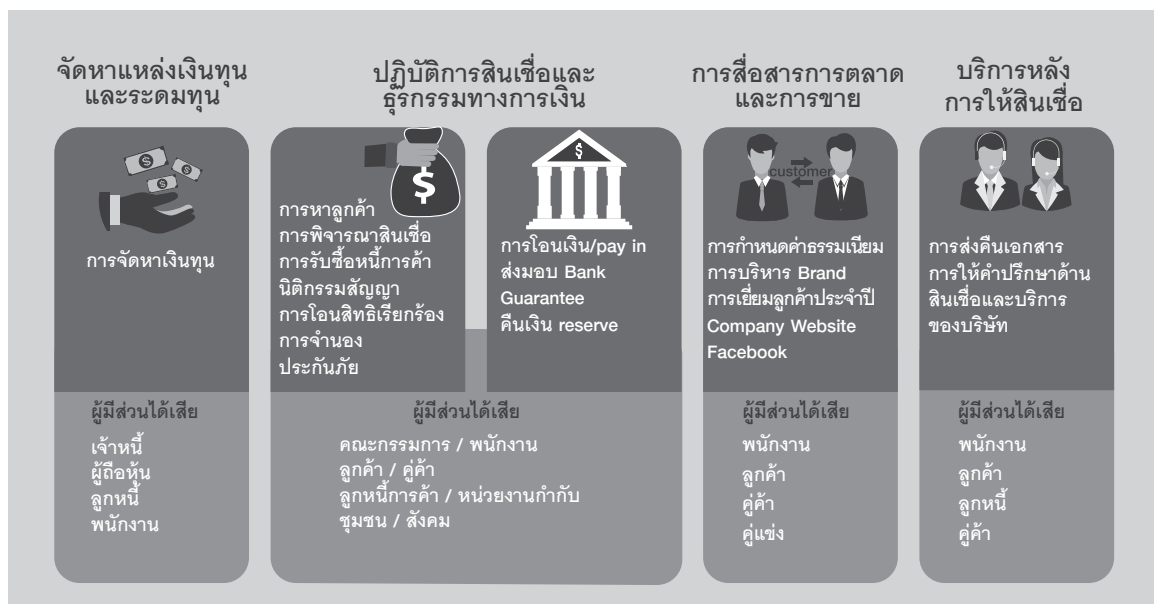 จัดหาแหล่งเงินทุน
และระดมทุน
$
$
$
การจัดหาเงินทุน
ผู้มีส่วนได้เสีย
เจ้าหนี้
ผู้ถือหุ้น
ลูกหนี้
พนักงาน
ปฏิบัติการสินเชื่อและ
ธุรกรรมทางการเงิน
$
การหาลูกค้า
การพิจารณาสินเชื่อ
การรับซื้อหนี้การค้า
นิติกรรมสัญญา
การโอนสิทธิเรียกร้อง
การจำนอง
ประกันภัย
$
การโอนเงิน/pay in
ส่งมอบ Bank
Guarantee
คืนเงิน reserve
ผู้มีส่วนได้เสีย
คณะกรรมการ / พนักงาน
ลูกค้า / คู่ค้า
ลูกหนี้การค้า / หน่วยงานกำกับ
ชุมชน / สังคม
การสื่อสารการตลาด
และการขาย
customer
การกำหนดค่าธรรมเนียม
การบริหาร Brand
การเยี่ยมลูกค้าประจำปี
Company Website
Facebook
ผู้มีส่วนได้เสีย
พนักงาน
ลูกค้า
คู่ค้า
คู่แข่ง
บริการหลัง
การให้สินเชื่อ
การส่งคืนเอกสาร
การให้คำปรึกษาด้าน
สินเชื่อและบริการ
ของบริษัท
ผู้มีส่วนได้เสีย
พนักงาน
ลูกค้า
ลูกหนี้
คู่ค้า